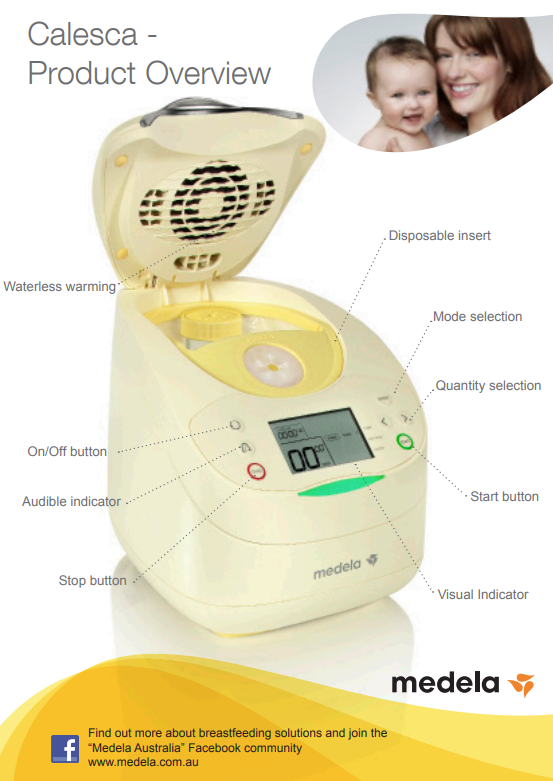 Calesca -
Product Overview
Disposable insert
Waterless warming
Mode selection
Quantity selection
On/Off button
Audible indicator
Start button
Stop button
Visual Indicator
medela
medela
Find out more about breastfeeding solutions and join the
“Medela Australia” Facebook community
www.medela.com.au